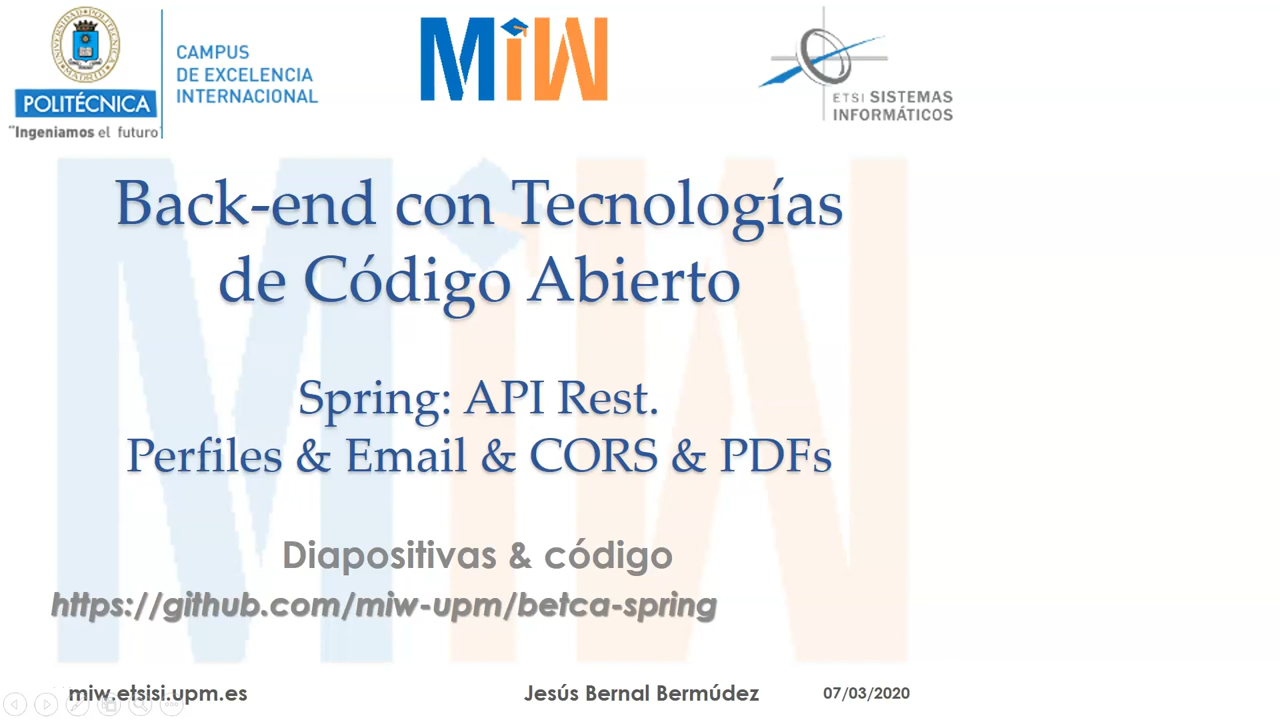 POLITÉCNICA
"Ingeniamos el futuro"
CAMPUS
DE EXCELENCIA
INTERNACIONAL
MiW
ETSI SISTEMAS
INFORMÁTICOS
Back-end con Tecnologías
de Código Abierto
Spring: API Rest.
Perfiles & Email & CORS & PDFs
Diapositivas & código
https://github.com/miw-upm/betca-spring
miw.etsisi.upm.es
Jesús Bernal Bermúdez
07/03/2020